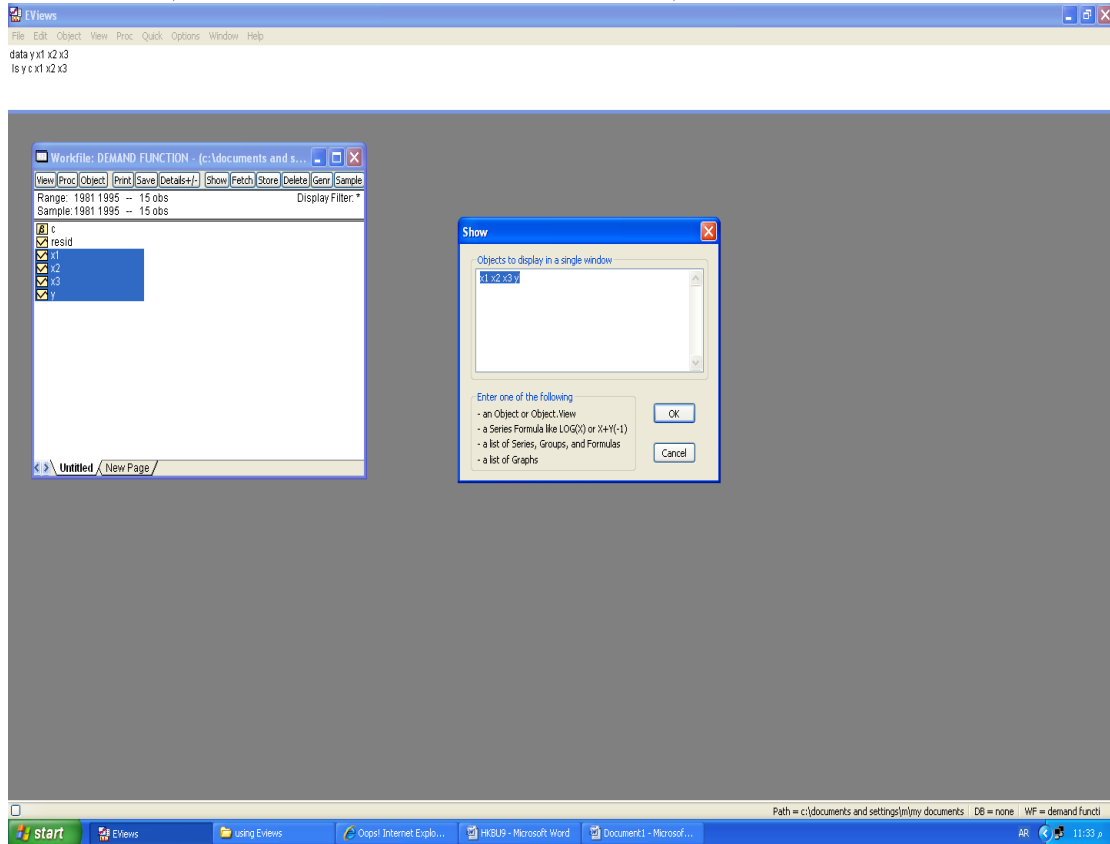 EViews
File Edit Object View Proc Quick Options Window Help
data y x1 x2 x3
ls y c x1 x2 x3
Workfile: DEMAND FUNCTION - (c:\documents and s...
View Proc Object Print Save Details+/- Show Fetch Store Delete Genr Sample
Range: 1981 1995 -- 15 obs Display Filter: *
Sample: 1981 1995 -- 15 obs
β c
resid
x1
x2
x3
y
Untitled New Page
Show
Objects to display in a single window
x1 x2 x3 y
Enter one of the following
- an Object or Object.View
- a Series Formula like LOG(X) or X+Y(-1)
- a list of Series, Groups, and Formulas
- a list of Graphs
OK
Cancel
Path = c:\documents and settings\m\my documents DB = none WF = demand functi
start EViews using Eviews Oops! Internet Explo... HKBU9 - Microsoft Word Document1 - Microsof... AR 11:33 م